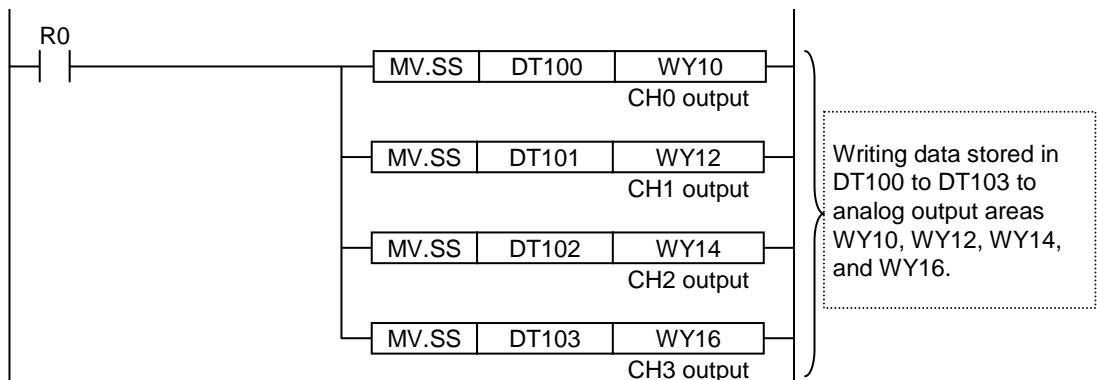 R0
MV.SS DT100 WY10
CH0 output
MV.SS DT101 WY12
CH1 output
MV.SS DT102 WY14
CH2 output
MV.SS DT103 WY16
CH3 output
Writing data stored in
DT100 to DT103 to
analog output areas
WY10, WY12, WY14,
and WY16.